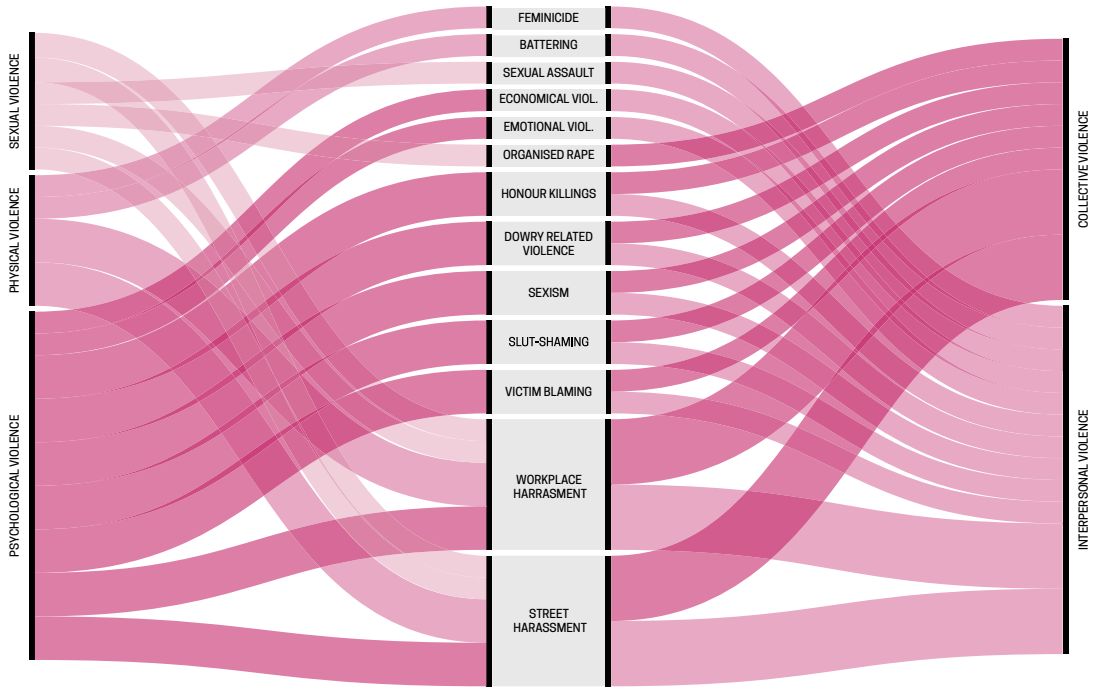 SEXUAL VIOLENCE
PHYSICAL VIOLENCE
PSYCHOLOGICAL VIOLENCE
FEMINICIDE
BATTERING
SEXUAL ASSAULT
ECONOMICAL VIOL.
EMOTIONAL VIOL.
ORGANISED RAPE
HONOUR KILLINGS
DOWRY RELATED
VIOLENCE
SEXISM
SLUT-SHAMING
VICTIM BLAMING
WORKPLACE
HARRASMENT
STREET
HARASSMENT
COLLECTIVE VIOLENCE
INTERPERSONAL VIOLENCE